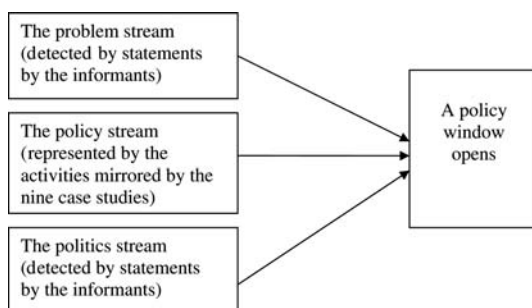 The problem stream
(detected by statements
by the informants)
The policy stream
(represented by the
activities mirrored by the
nine case studies)
The politics stream
(detected by statements
by the informants)
A policy
window
opens